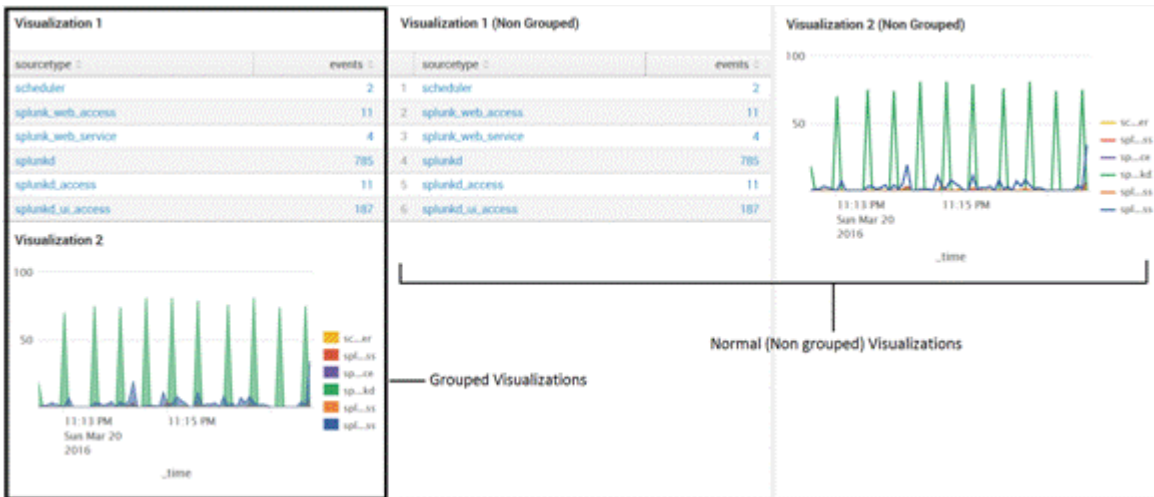 Visualization 1
sourcetype events
scheduler 2
splunk_web_access 11
splunk_web_service 4
splunkd 785
splunkd_access 11
splunkd_ui_access 187
Visualization 2
100
50
11:13 PM 11:15 PM
Sun Mar 20
2016
_time
sc...er
spl...ss
sp...ce
sp...kd
spl...ss
spl...ss
Grouped Visualizations
Visualization 1 (Non Grouped)
sourcetype events
1 scheduler 2
2 splunk_web_access 11
3 splunk_web_service 4
4 splunkd 785
5 splunkd_access 11
6 splunkd_ui_access 187
Visualization 2 (Non Grouped)
100
50
11:13 PM 11:15 PM
Sun Mar 20
2016
_time
sc...er
spl...ss
sp...ce
sp...kd
spl...ss
spl...ss
Normal (Non grouped) Visualizations